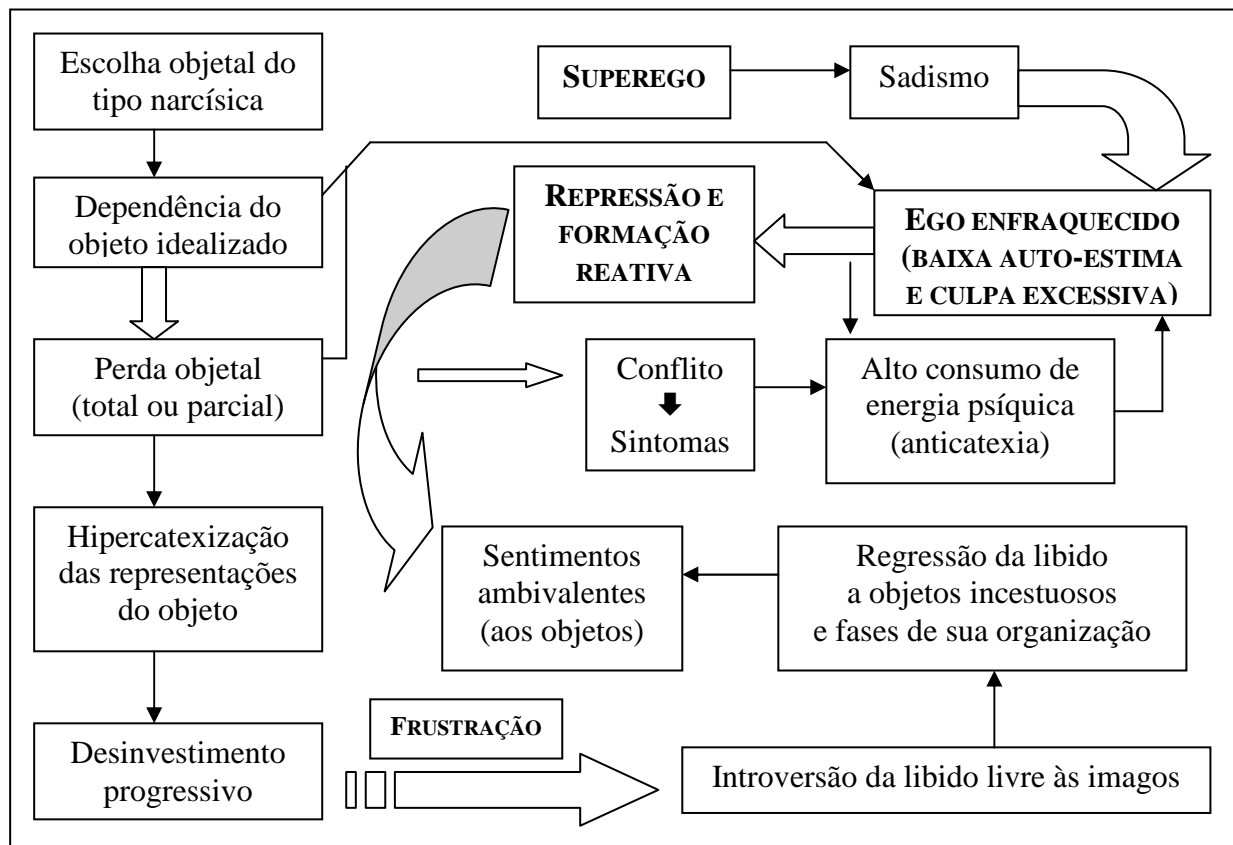 Escolha objetal do
tipo narcísica
SUPEREGO
Sadismo
Dependência do
objeto idealizado
REPRESSÃO E
FORMAÇÃO
REATIVA
EGO ENFRAQUECIDO
(BAIXA AUTO-ESTIMA
E CULPA EXCESSIVA)
Perda objetal
(total ou parcial)
Conflito
Sintomas
Alto consumo de
energia psíquica
(anticatexia)
Hipercatexização
das representações
do objeto
Sentimentos
ambivalentes
(aos objetos)
Regressão da libido
a objetos incestuosos
e fases de sua organização
Desinvestimento
progressivo
FRUSTRAÇÃO
Introversão da libido livre às imagos